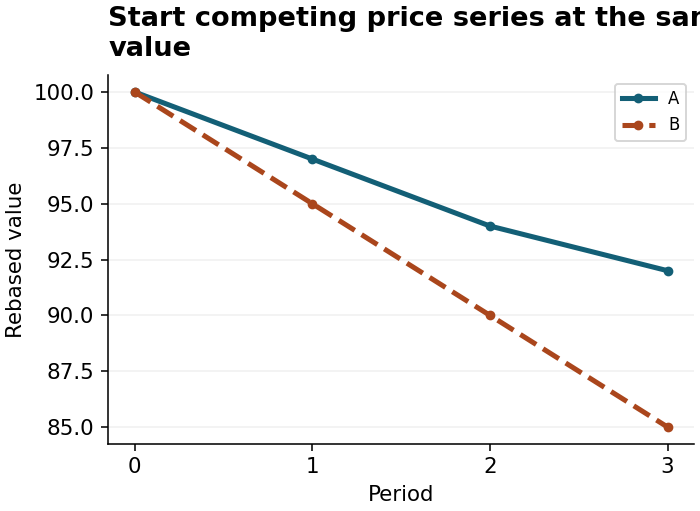 Start competing price series at the
value
100.0
97.5
95.0
92.5
90.0
87.5
85.0
Rebased value
0
1
2
3
Period
A
B